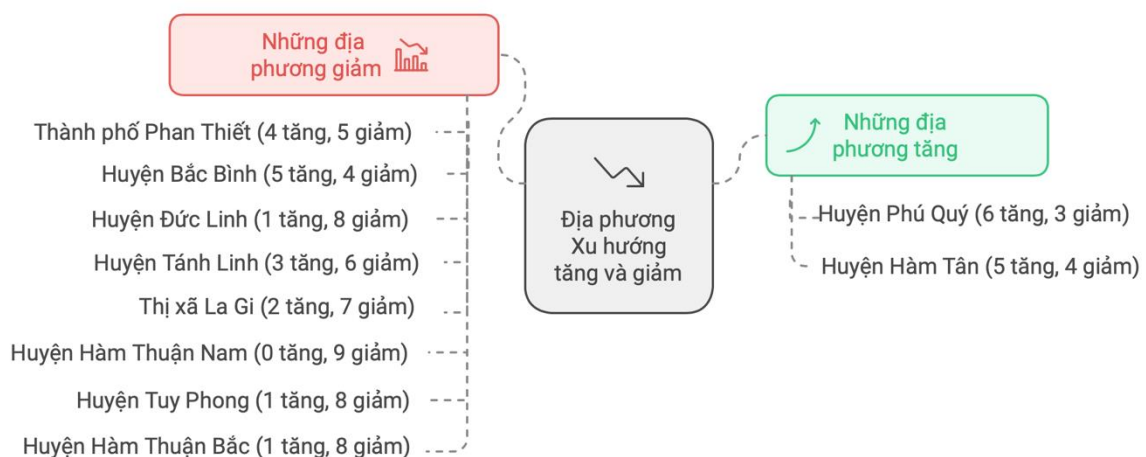 Những địa
phương giảm
Thành phố Phan Thiết (4 tăng, 5 giảm)
Huyện Bắc Bình (5 tăng, 4 giảm)
Huyện Đức Linh (1 tăng, 8 giảm)
Huyện Tánh Linh (3 tăng, 6 giảm)
Thị xã La Gi (2 tăng, 7 giảm)
Huyện Hàm Thuận Nam (0 tăng, 9 giảm)
Huyện Tuy Phong (1 tăng, 8 giảm)
Huyện Hàm Thuận Bắc (1 tăng, 8 giảm)
Địa phương
Xu hướng
tăng và giảm
Những địa
phương tăng
Huyện Phú Quý (6 tăng, 3 giảm)
Huyện Hàm Tân (5 tăng, 4 giảm)